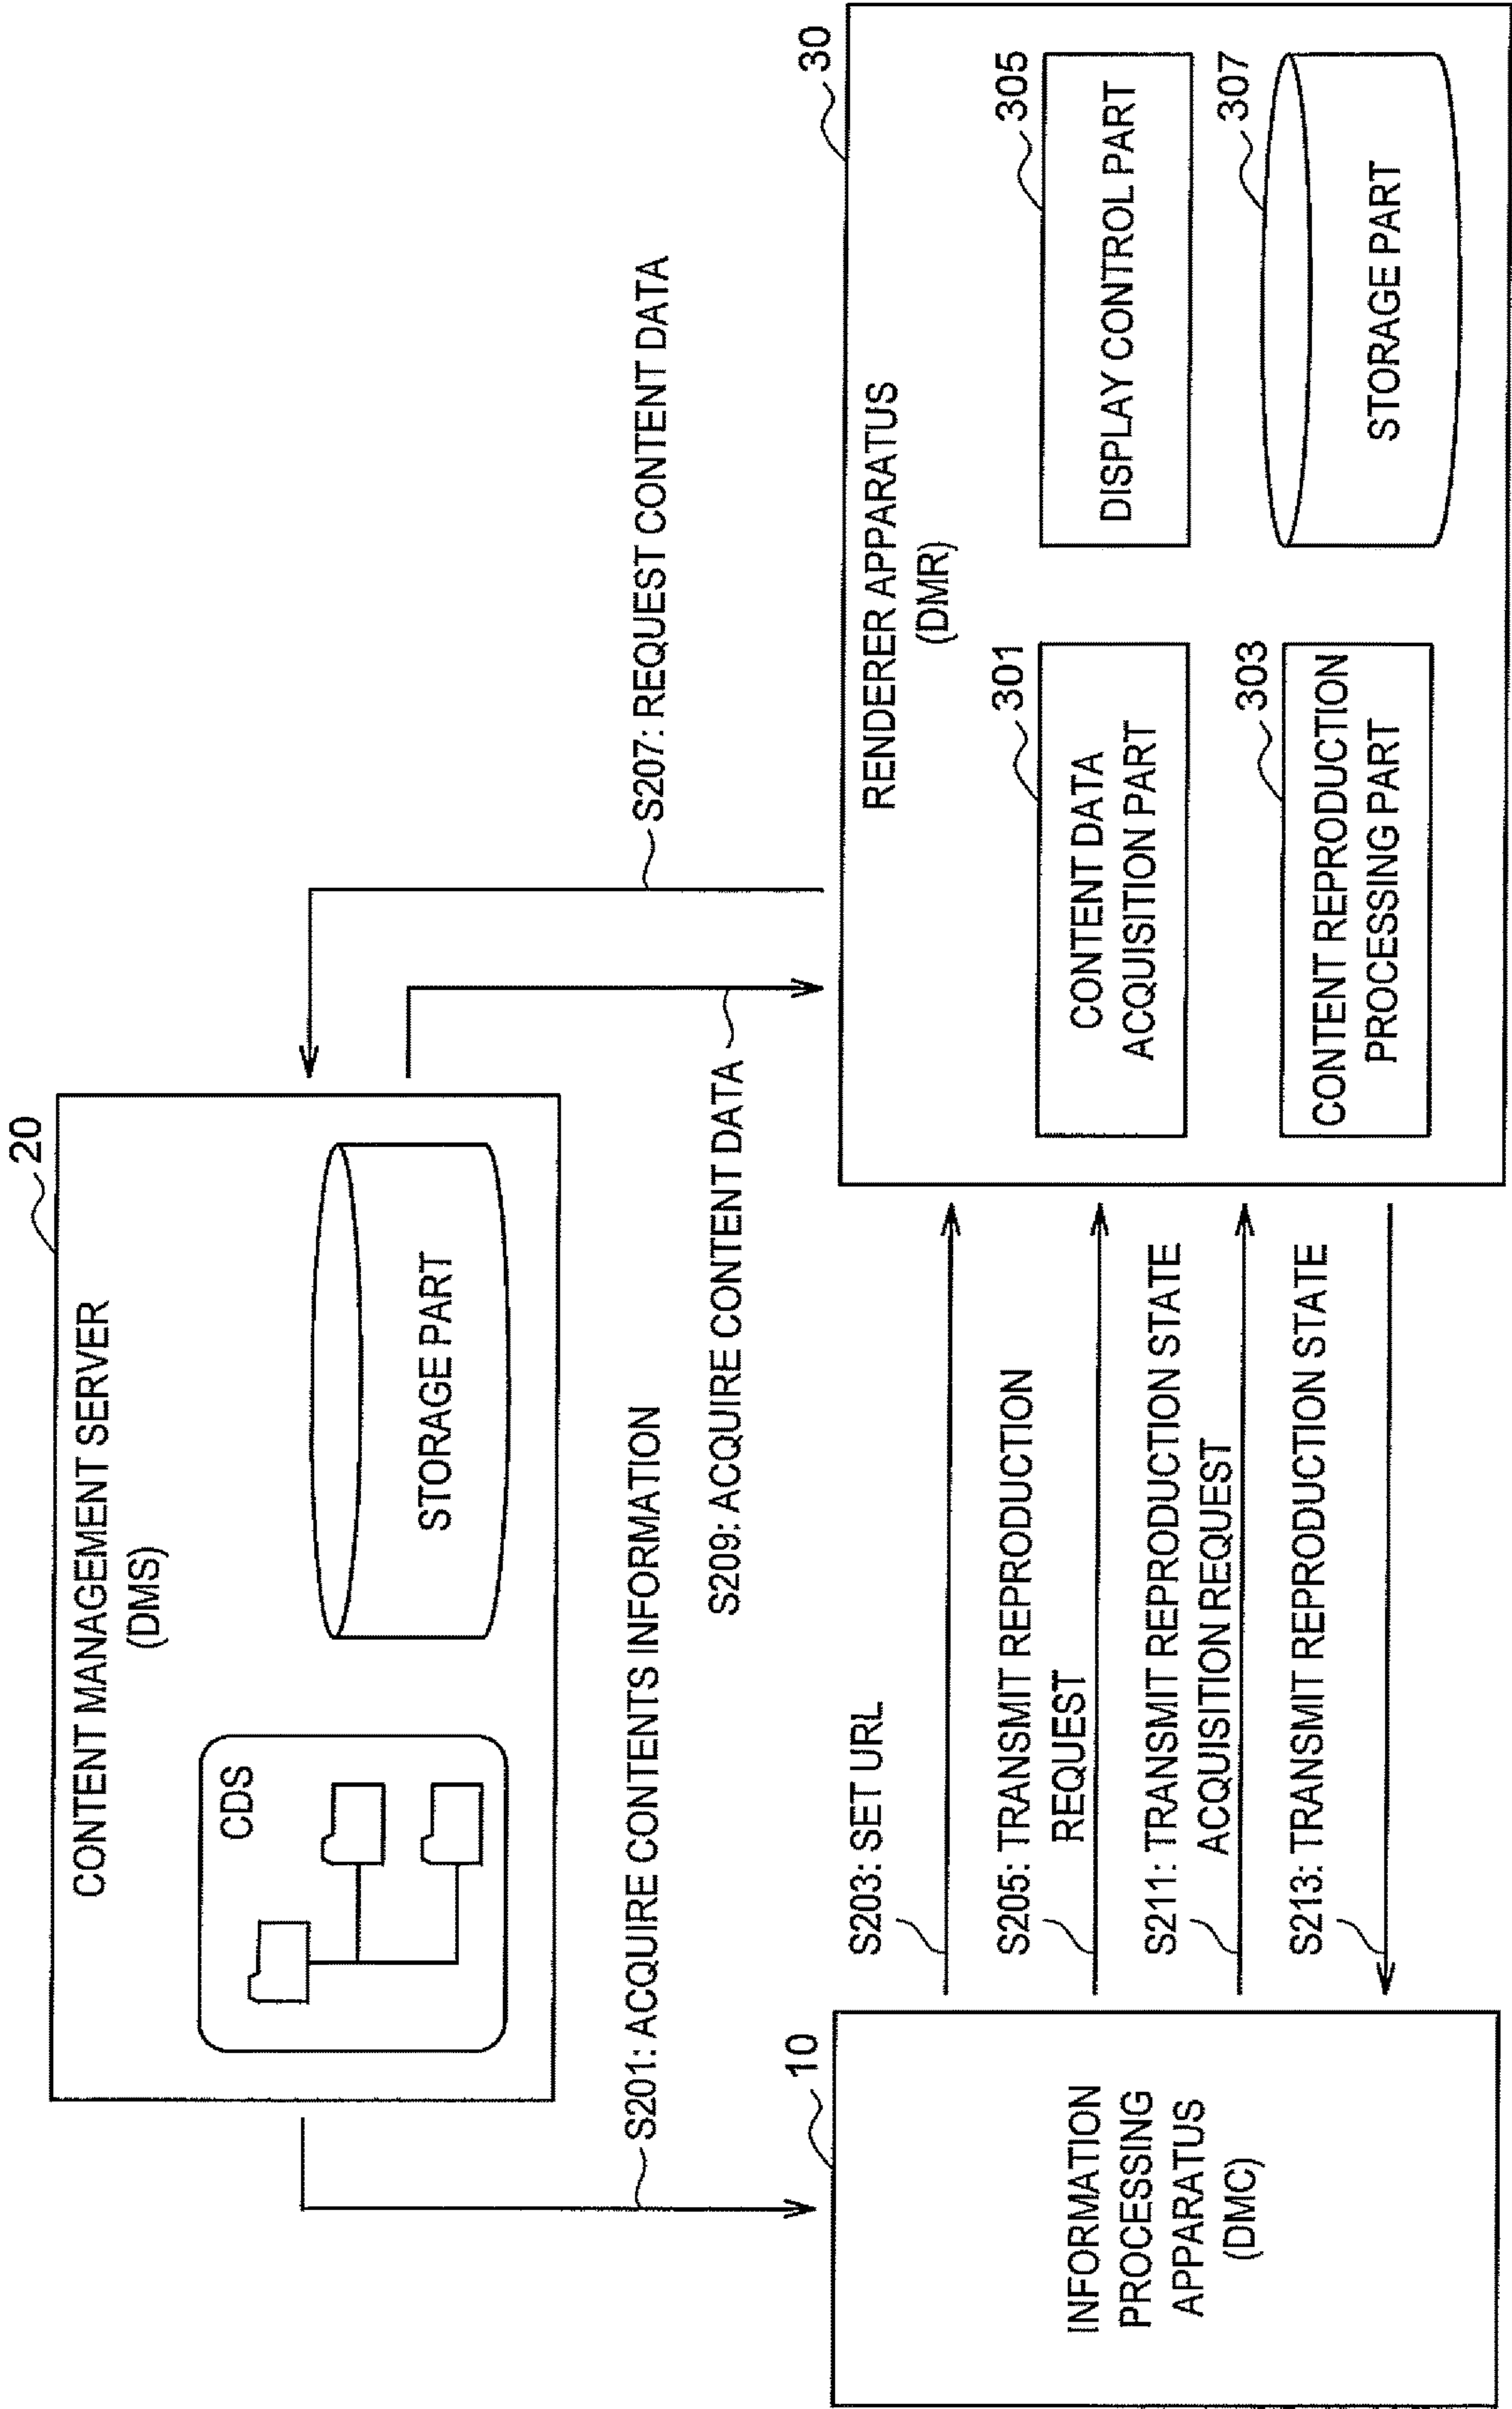 20
CONTENT MANAGEMENT SERVER
(DMS)
CDS
STORAGE PART
S201: ACQUIRE CONTENTS INFORMATION
S209: ACQUIRE CONTENT DATA
S207: REQUEST CONTENT DATA
10
INFORMATION
PROCESSING
APPARATUS
(DMC)
S203: SET URL
S205: TRANSMIT REPRODUCTION
REQUEST
S211: TRANSMIT REPRODUCTION STATE
ACQUISITION REQUEST
S213: TRANSMIT REPRODUCTION STATE
30
RENDERER APPARATUS
(DMR)
301
CONTENT DATA
ACQUISITION PART
305
DISPLAY CONTROL PART
303
CONTENT REPRODUCTION
PROCESSING PART
307
STORAGE PART